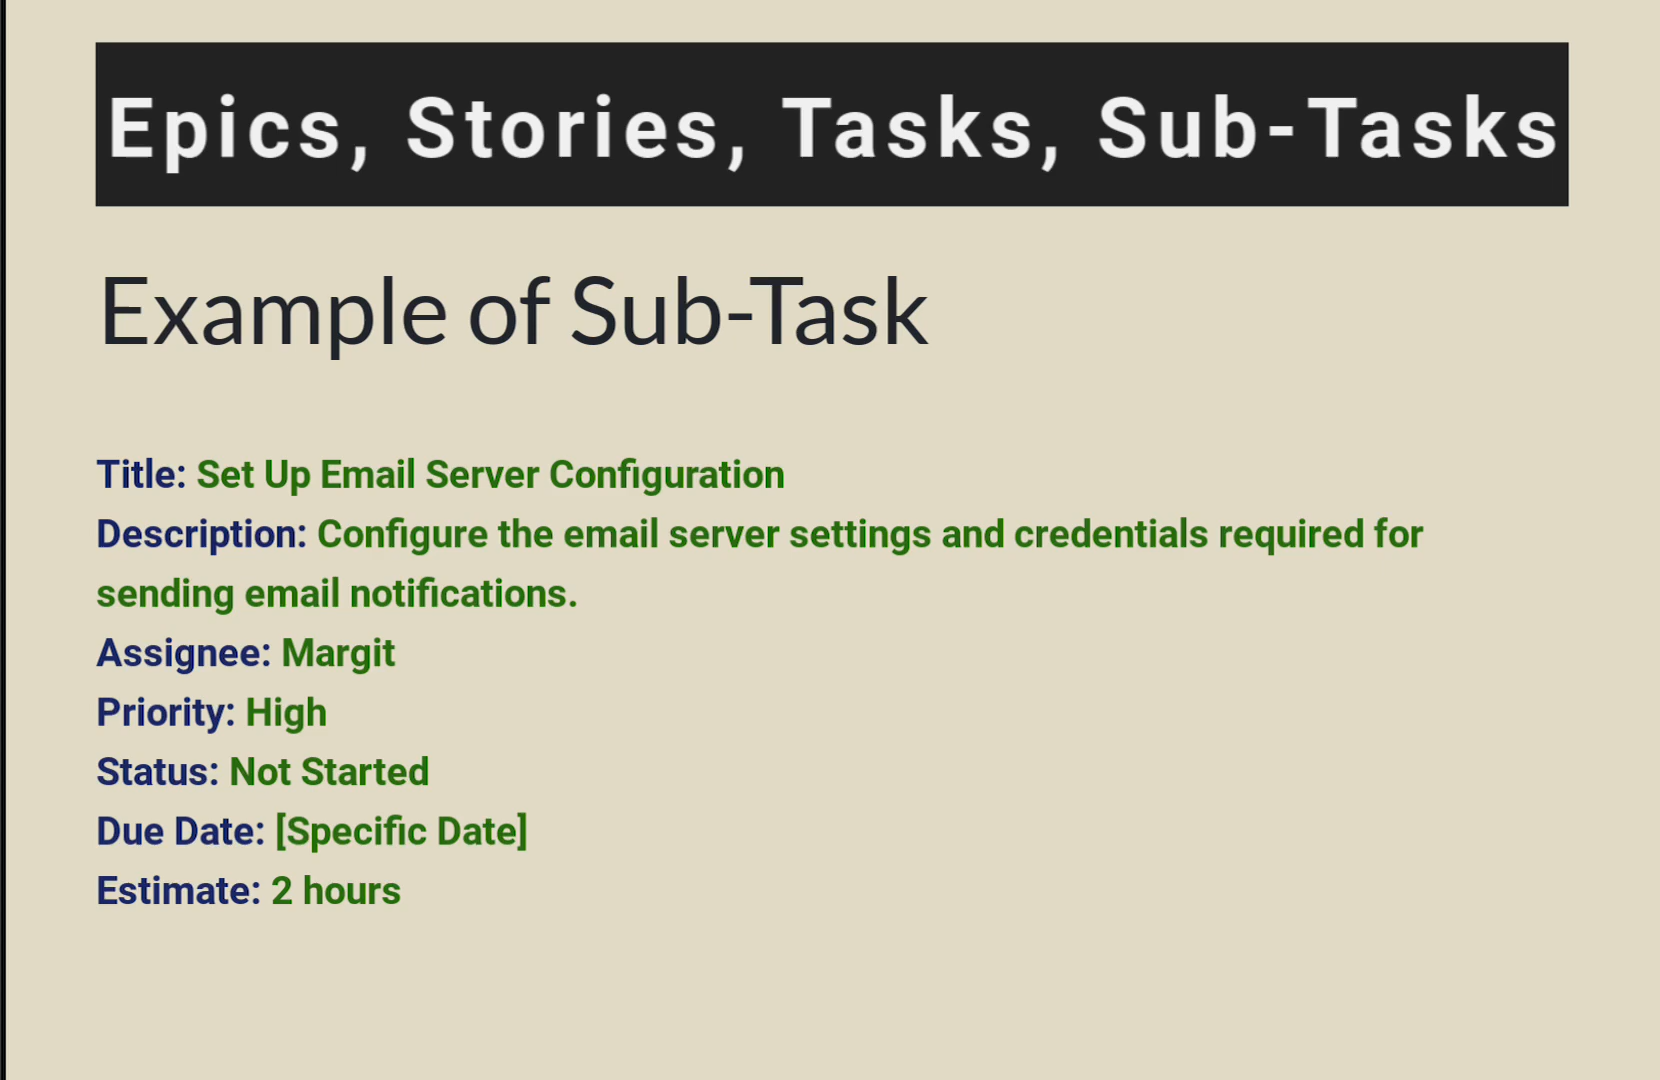 Epics, Stories, Tasks, Sub-Tasks
Example of Sub-Task
Title: Set Up Email Server Configuration
Description: Configure the email server settings and credentials required for
sending email notifications.
Assignee: Margit
Priority: High
Status: Not Started
Due Date: [Specific Date]
Estimate: 2 hours